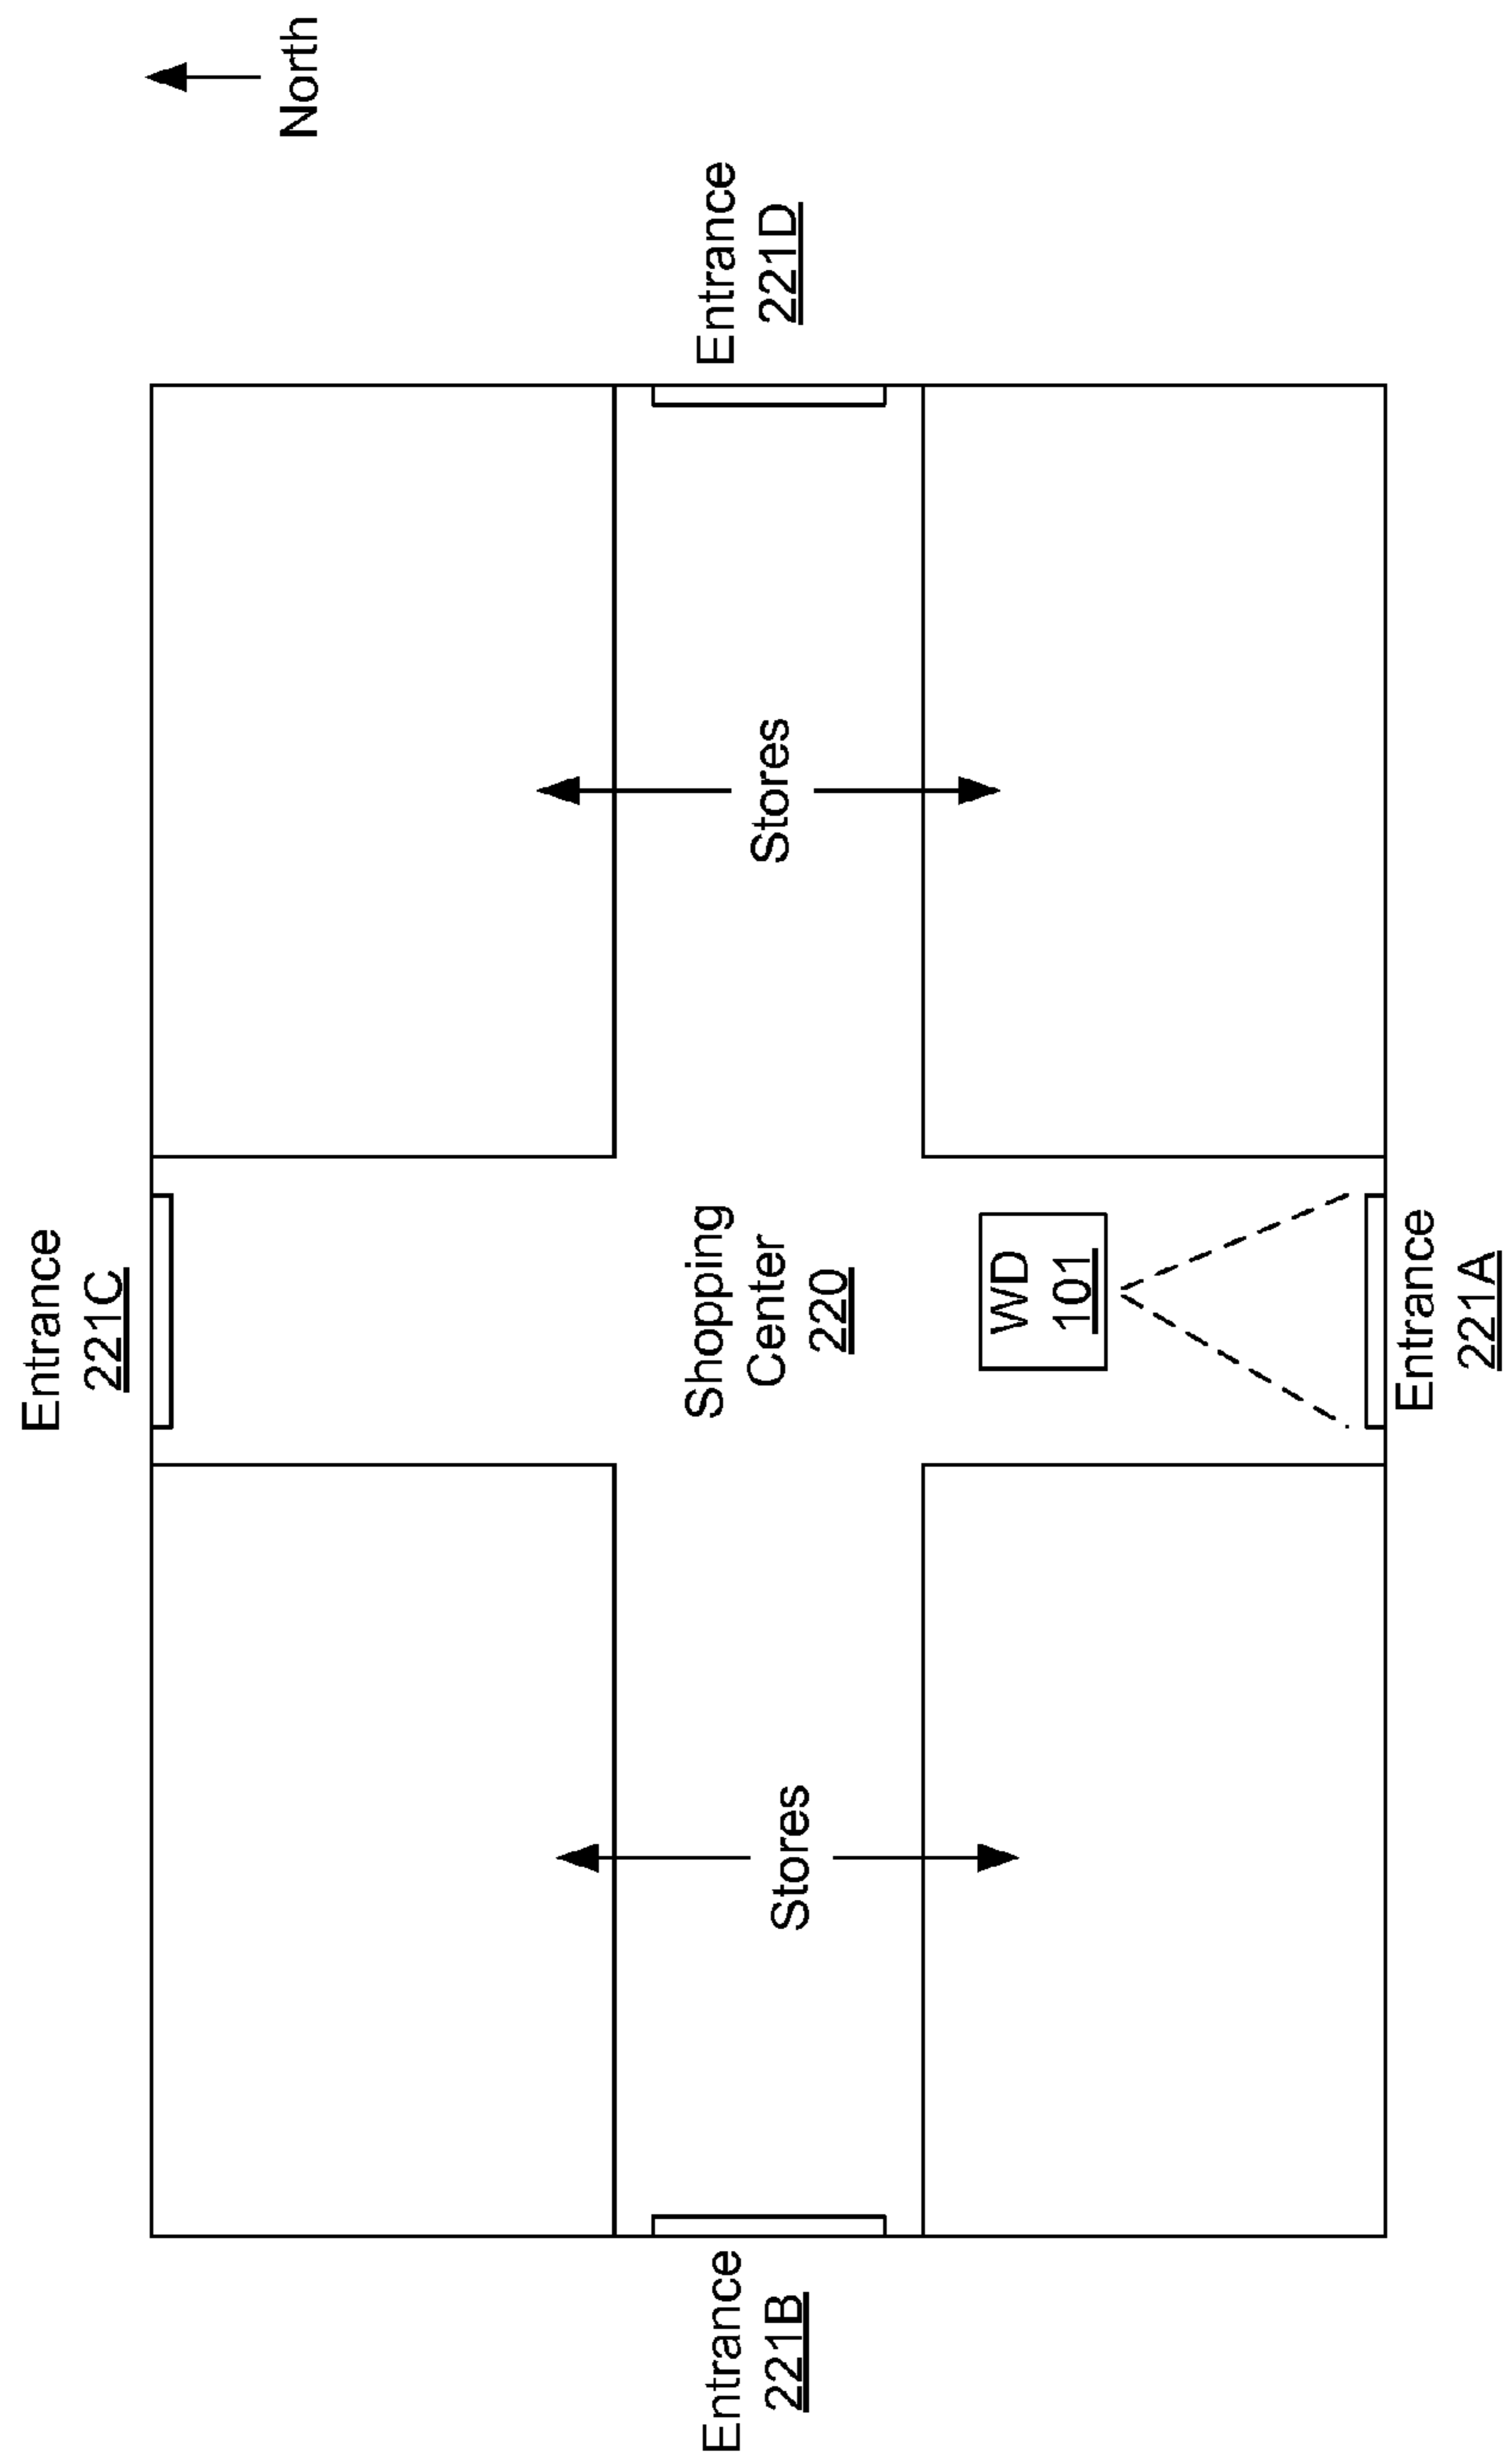 North
Entrance
221C
Entrance
221B
Stores
Shopping
Center
220
Stores
Entrance
221D
WD
101
Entrance
221A